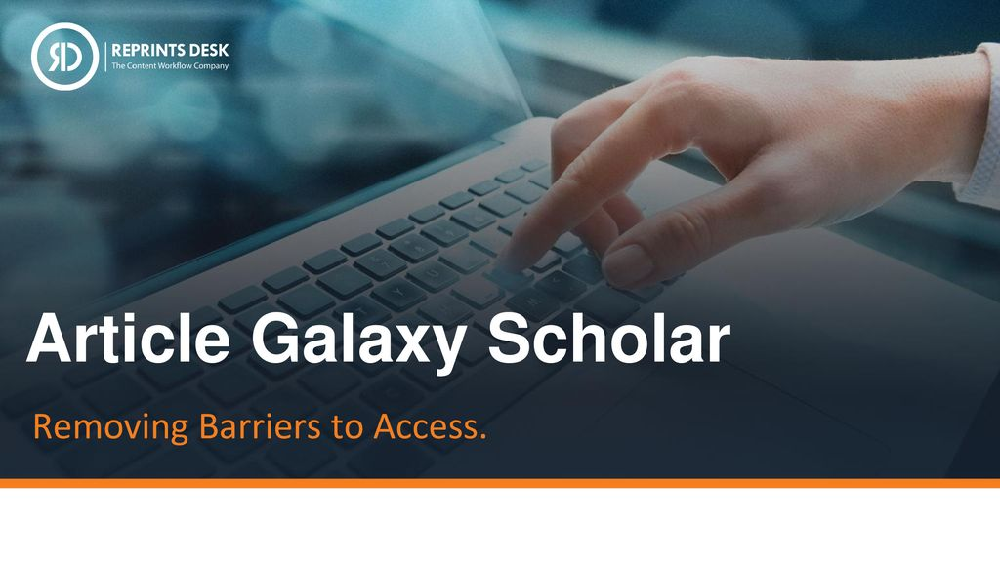 REPRINTS DESK
The Content Workflow Company
Article Galaxy Scholar
Removing Barriers to Access.